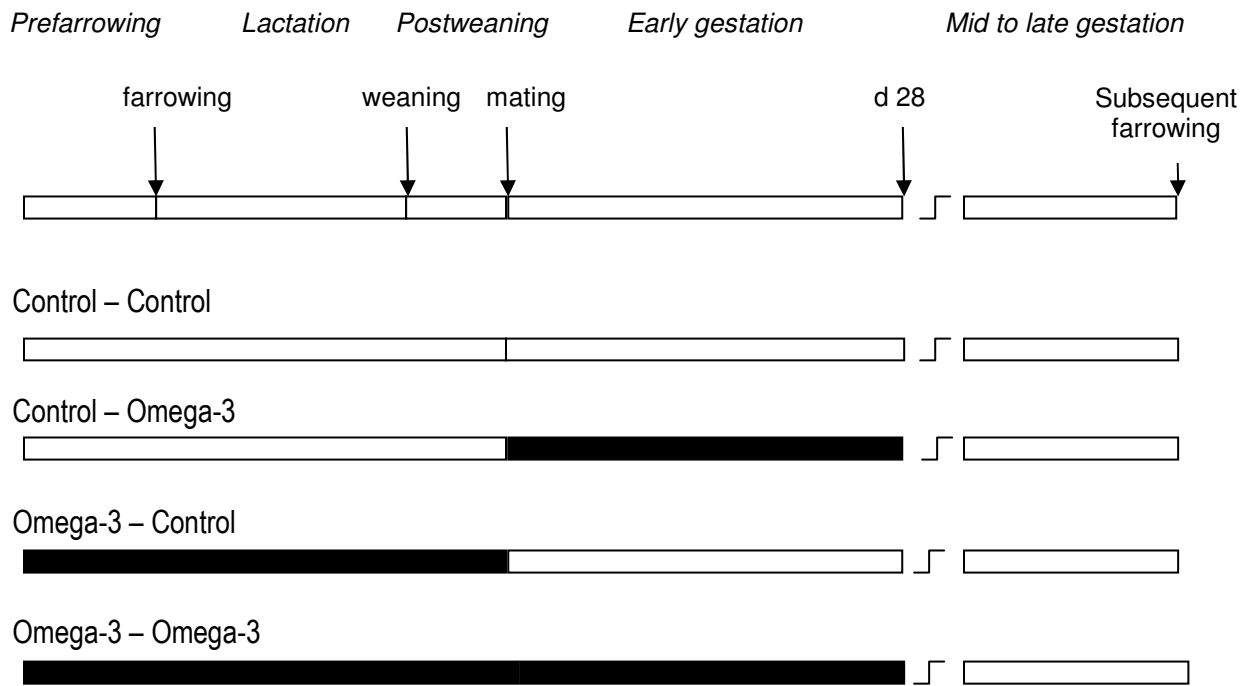 Prefarrowing Lactation Postweaning Early gestation Mid to late gestation
farrowing weaning mating d 28 Subsequent
farrowing
Control – Control
Control – Omega-3
Omega-3 – Control
Omega-3 – Omega-3